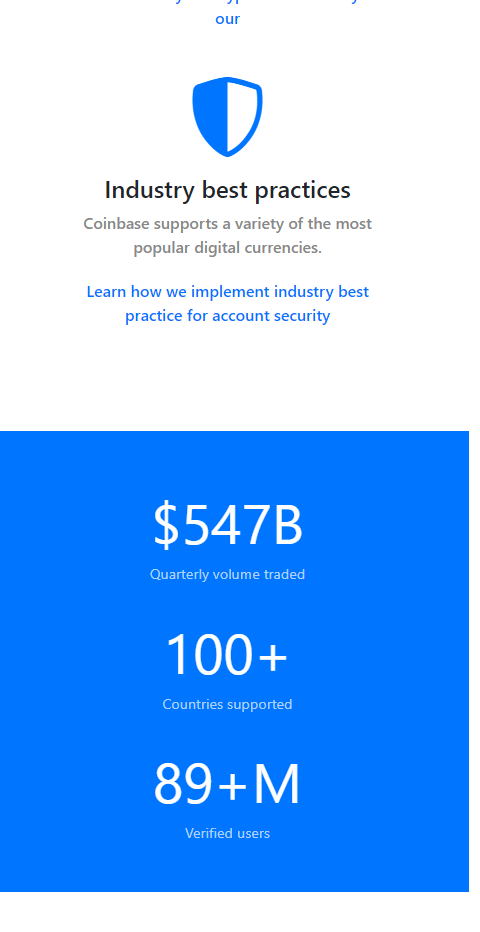 our
Industry best practices
Coinbase supports a variety of the most
popular digital currencies.
Learn how we implement industry best
practice for account security
$547B
Quarterly volume traded
100+
Countries supported
89+M
Verified users